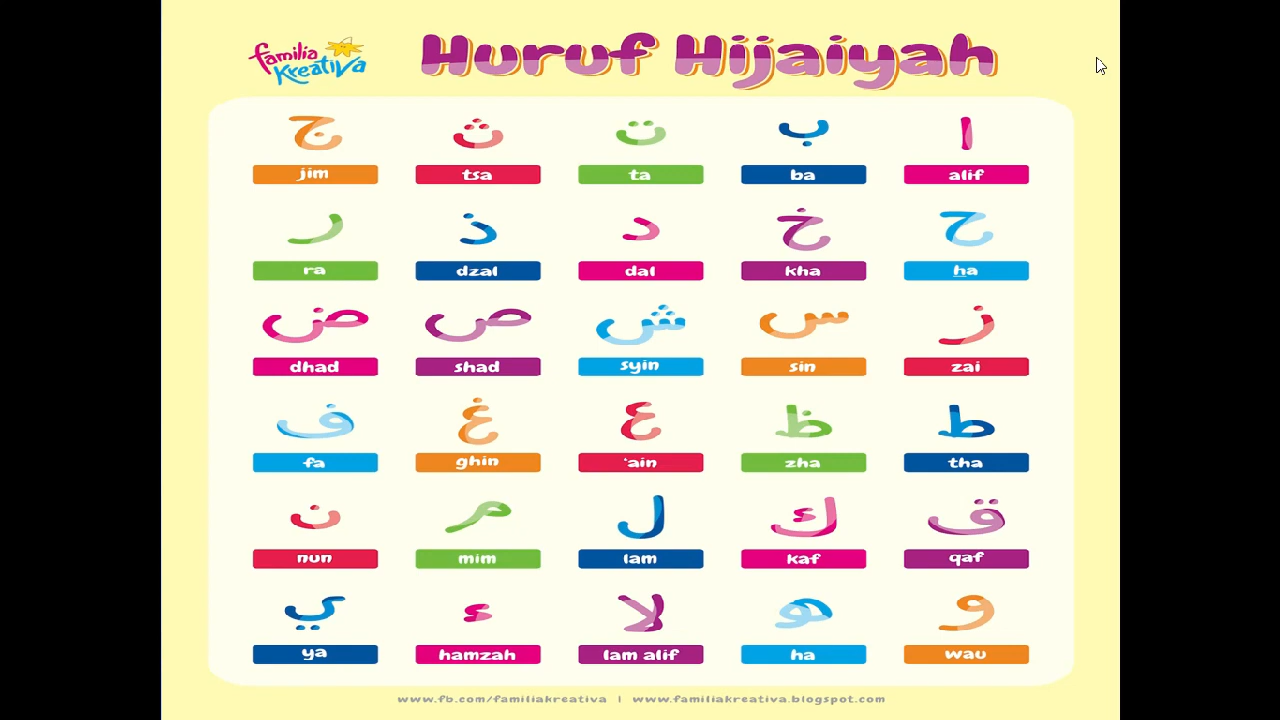 familia
kreativa
Huruf Hijaiyah
ا ب ت ث ج
alif ba ta tsa jim
ح خ د ذ ر
ha kha dal dzal ra
ز س ش ص ض
zai sin syin shad dhad
ط ظ ع غ ف
tha zha 'ain ghin fa
ق ك ل م ن
qaf kaf lam mim nun
و هو لا ء ي
wau ha lam alif hamzah ya
www.fb.com/familiakreativa | www.familiakreativa.blogspot.com